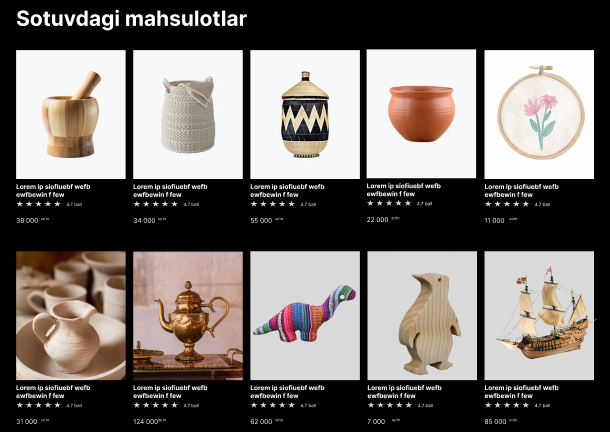 Sotuvdagi mahsulotlar
Lorem ip siofiuebf wefb
ewfbewin f few
★ ★ ★ ★ ★ 4.7 ball
38 000 so'm
Lorem ip siofiuebf wefb
ewfbewin f few
★ ★ ★ ★ ★ 4.7 ball
34 000 so'm
Lorem ip siofiuebf wefb
ewfbewin f few
★ ★ ★ ★ ★ 4.7 ball
55 000 so'm
Lorem ip siofiuebf wefb
ewfbewin f few
★ ★ ★ ★ ★ 4.7 ball
22 000 so'm
Lorem ip siofiuebf wefb
ewfbewin f few
★ ★ ★ ★ ★ 4.7 ball
11 000 so'm
Lorem ip siofiuebf wefb
ewfbewin f few
★ ★ ★ ★ ★ 4.7 ball
31 000 so'm
Lorem ip siofiuebf wefb
ewfbewin f few
★ ★ ★ ★ ★ 4.7 ball
124 000 so'm
Lorem ip siofiuebf wefb
ewfbewin f few
★ ★ ★ ★ ★ 4.7 ball
62 000 so'm
Lorem ip siofiuebf wefb
ewfbewin f few
★ ★ ★ ★ ★ 4.7 ball
7 000 so'm
Lorem ip siofiuebf wefb
ewfbewin f few
★ ★ ★ ★ ★ 4.7 ball
85 000 so'm